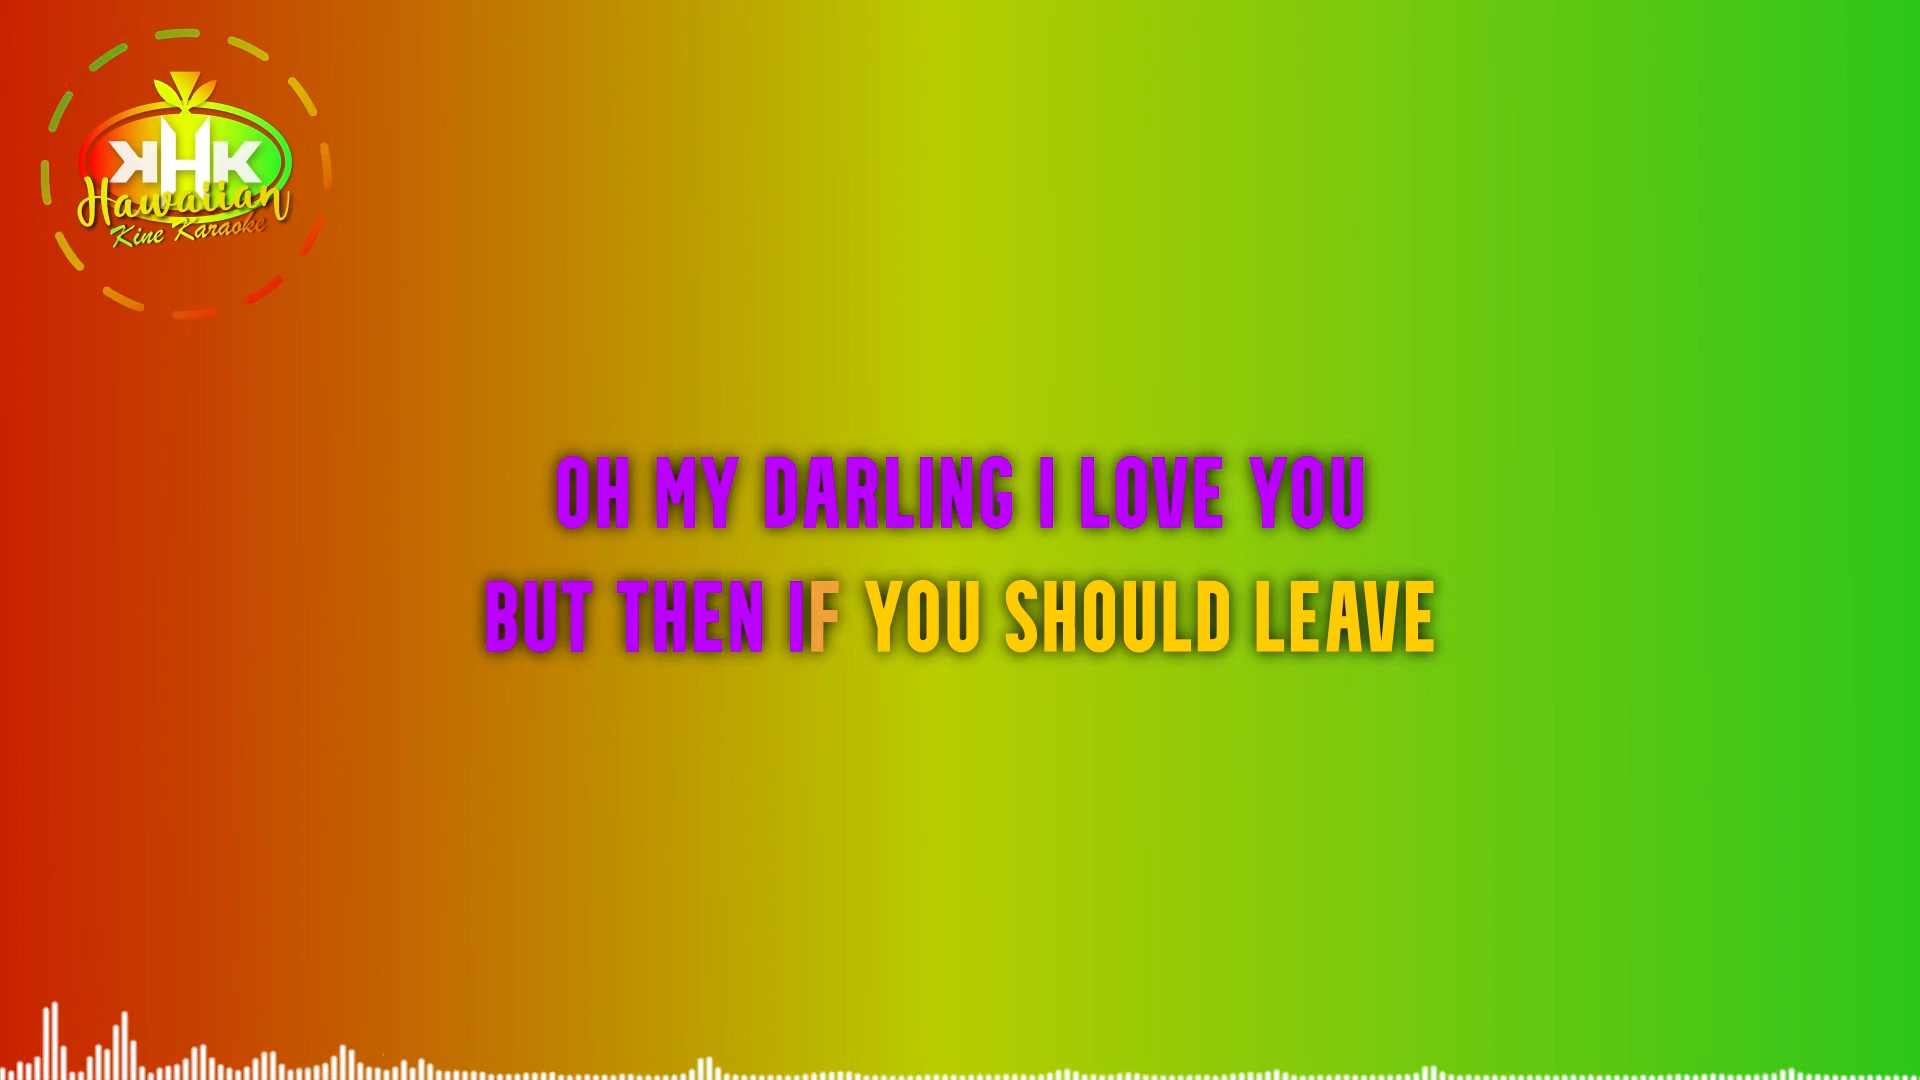 KHK
Hawaiian
Kine Karaoke
OH MY DARLING I LOVE YOU
BUT THEN IF YOU SHOULD LEAVE